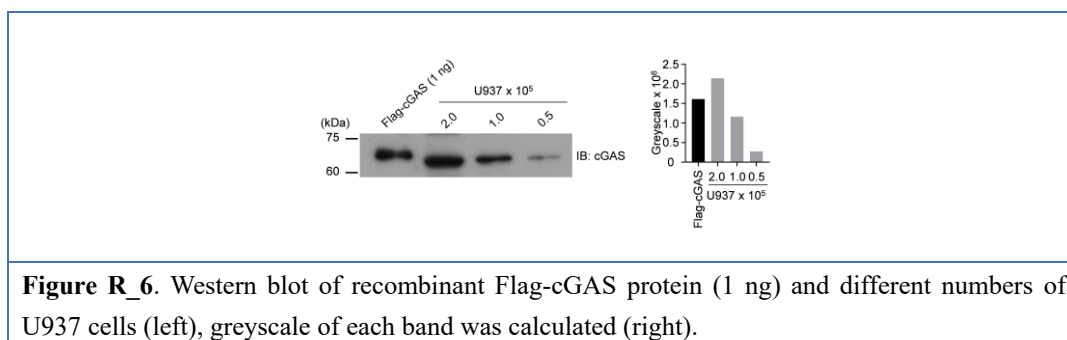 Flag-cGAS (1 ng)
U937 x 10⁵
(kDa)
2.0 1.0 0.5
75
60
IB: cGAS
Greyscale x 10⁶
2.5
2.0
1.5
1.0
0.5
0
Flag-cGAS
2.0 1.0 0.5
U937 x 10⁵
Figure R_6. Western blot of recombinant Flag-cGAS protein (1 ng) and different numbers of
U937 cells (left), greyscale of each band was calculated (right).